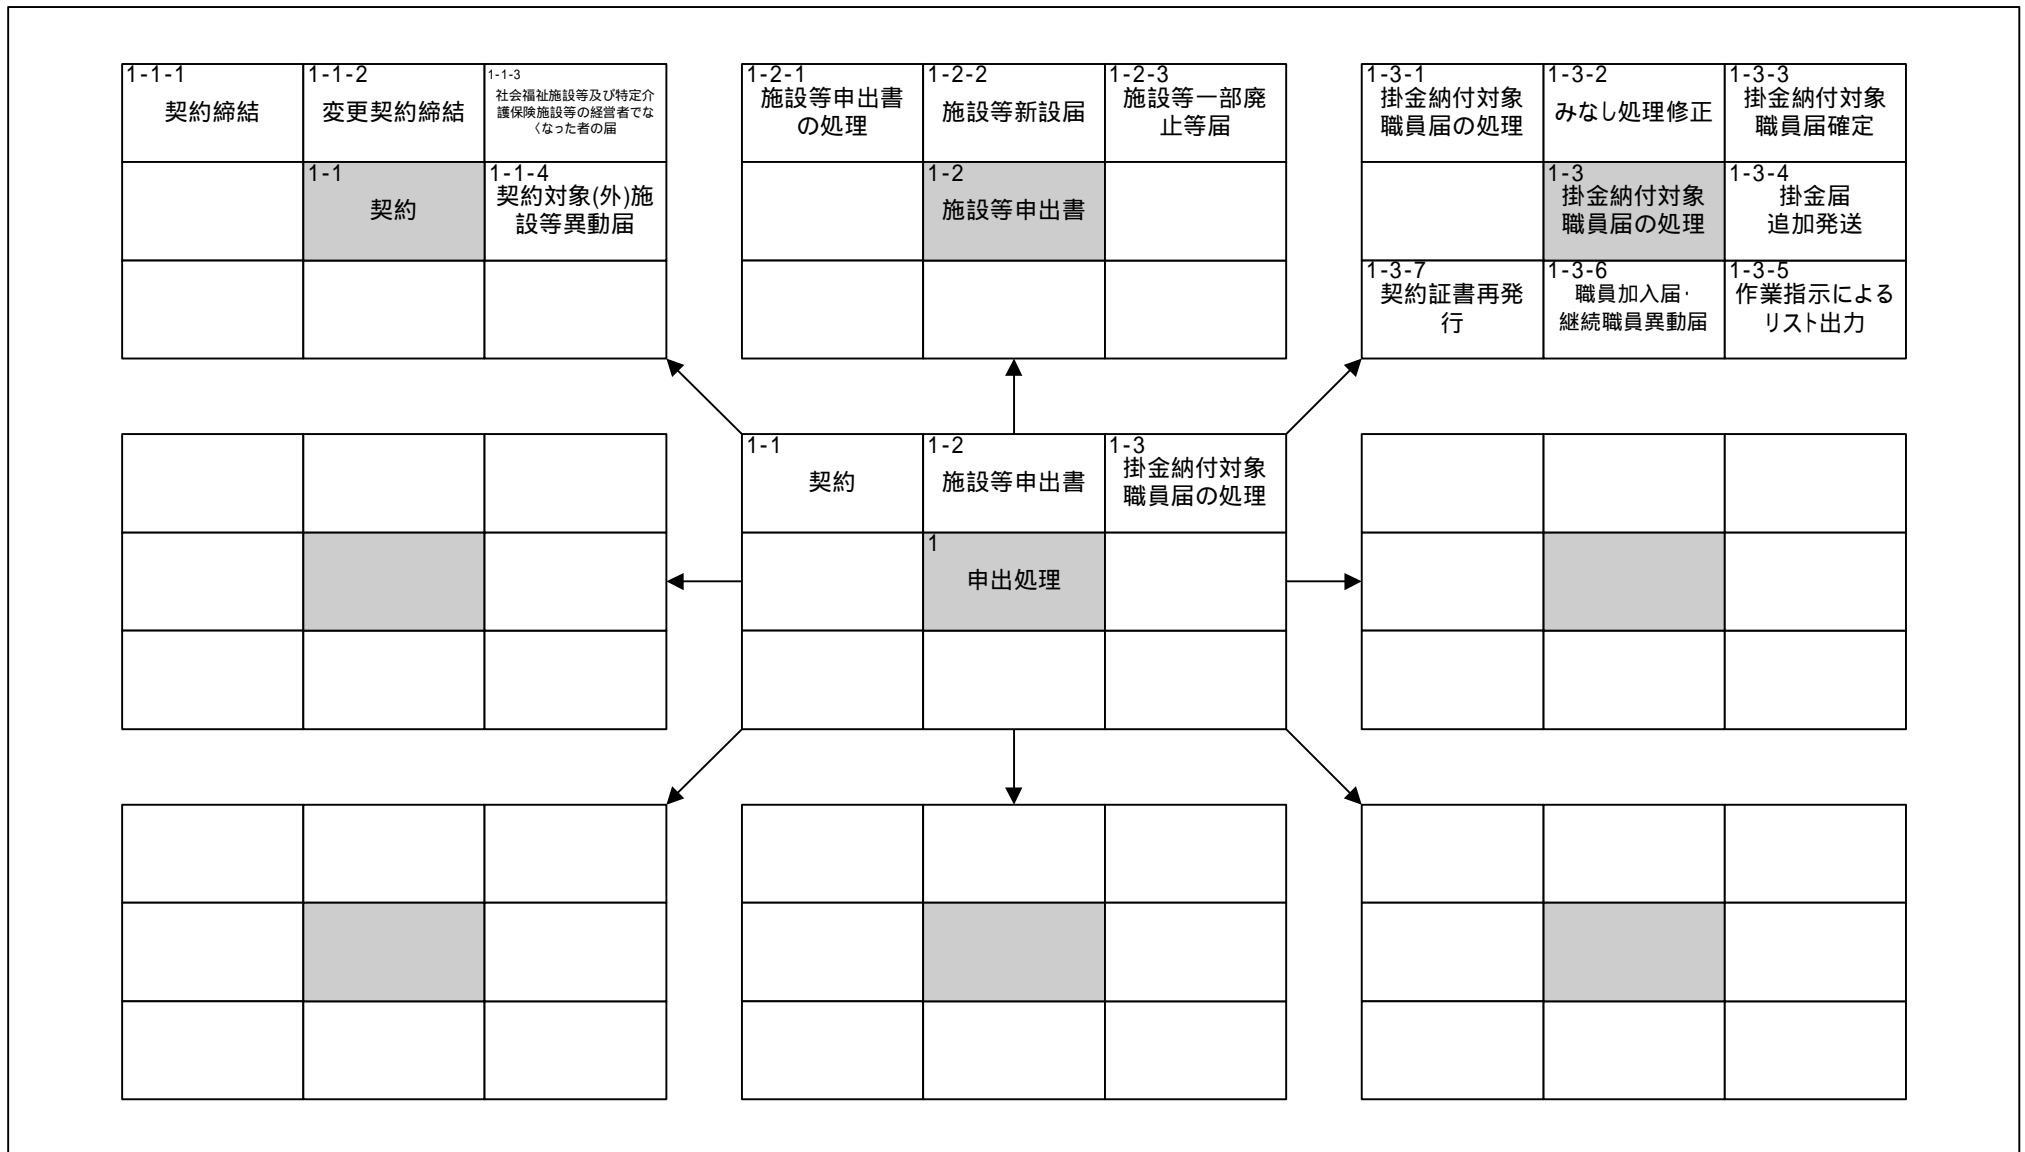 1-1-1
契約締結
1-1-2
変更契約締結
1-1-3
社会福祉施設等及び特定介
護保険施設等の経営者でな
くなった者の届
1-1
契約
1-1-4
契約対象(外)施
設等異動届
1-2-1
施設等申出書
の処理
1-2-2
施設等新設届
1-2-3
施設等一部廃
止等届
1-2
施設等申出書
1-3-1
掛金納付対象
職員届の処理
1-3-2
みなし処理修正
1-3-3
掛金納付対象
職員届確定
1-3
掛金納付対象
職員届の処理
1-3-4
掛金届
追加発送
1-3-7
契約証書再発
行
1-3-6
職員加入届・
継続職員異動届
1-3-5
作業指示による
リスト出力
1-1
契約
1-2
施設等申出書
1-3
掛金納付対象
職員届の処理
1
申出処理